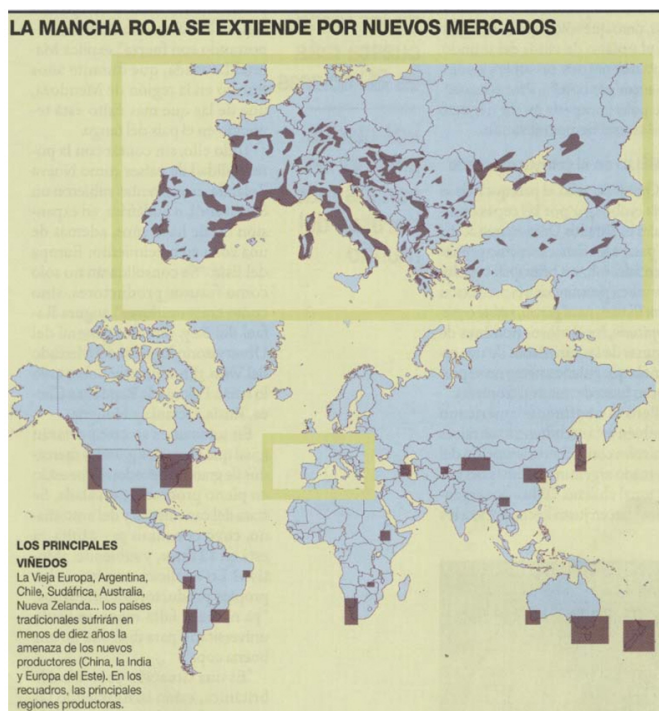 LA MANCHA ROJA SE EXTIENDE POR NUEVOS MERCADOS
LOS PRINCIPALES
VIÑEDOS
La Vieja Europa, Argentina,
Chile, Sudáfrica, Australia,
Nueva Zelanda... los países
tradicionales sufrirán en
menos de diez años la
amenaza de los nuevos
productores (China, la India
y Europa del Este). En los
recuadros, las principales
regiones productoras.